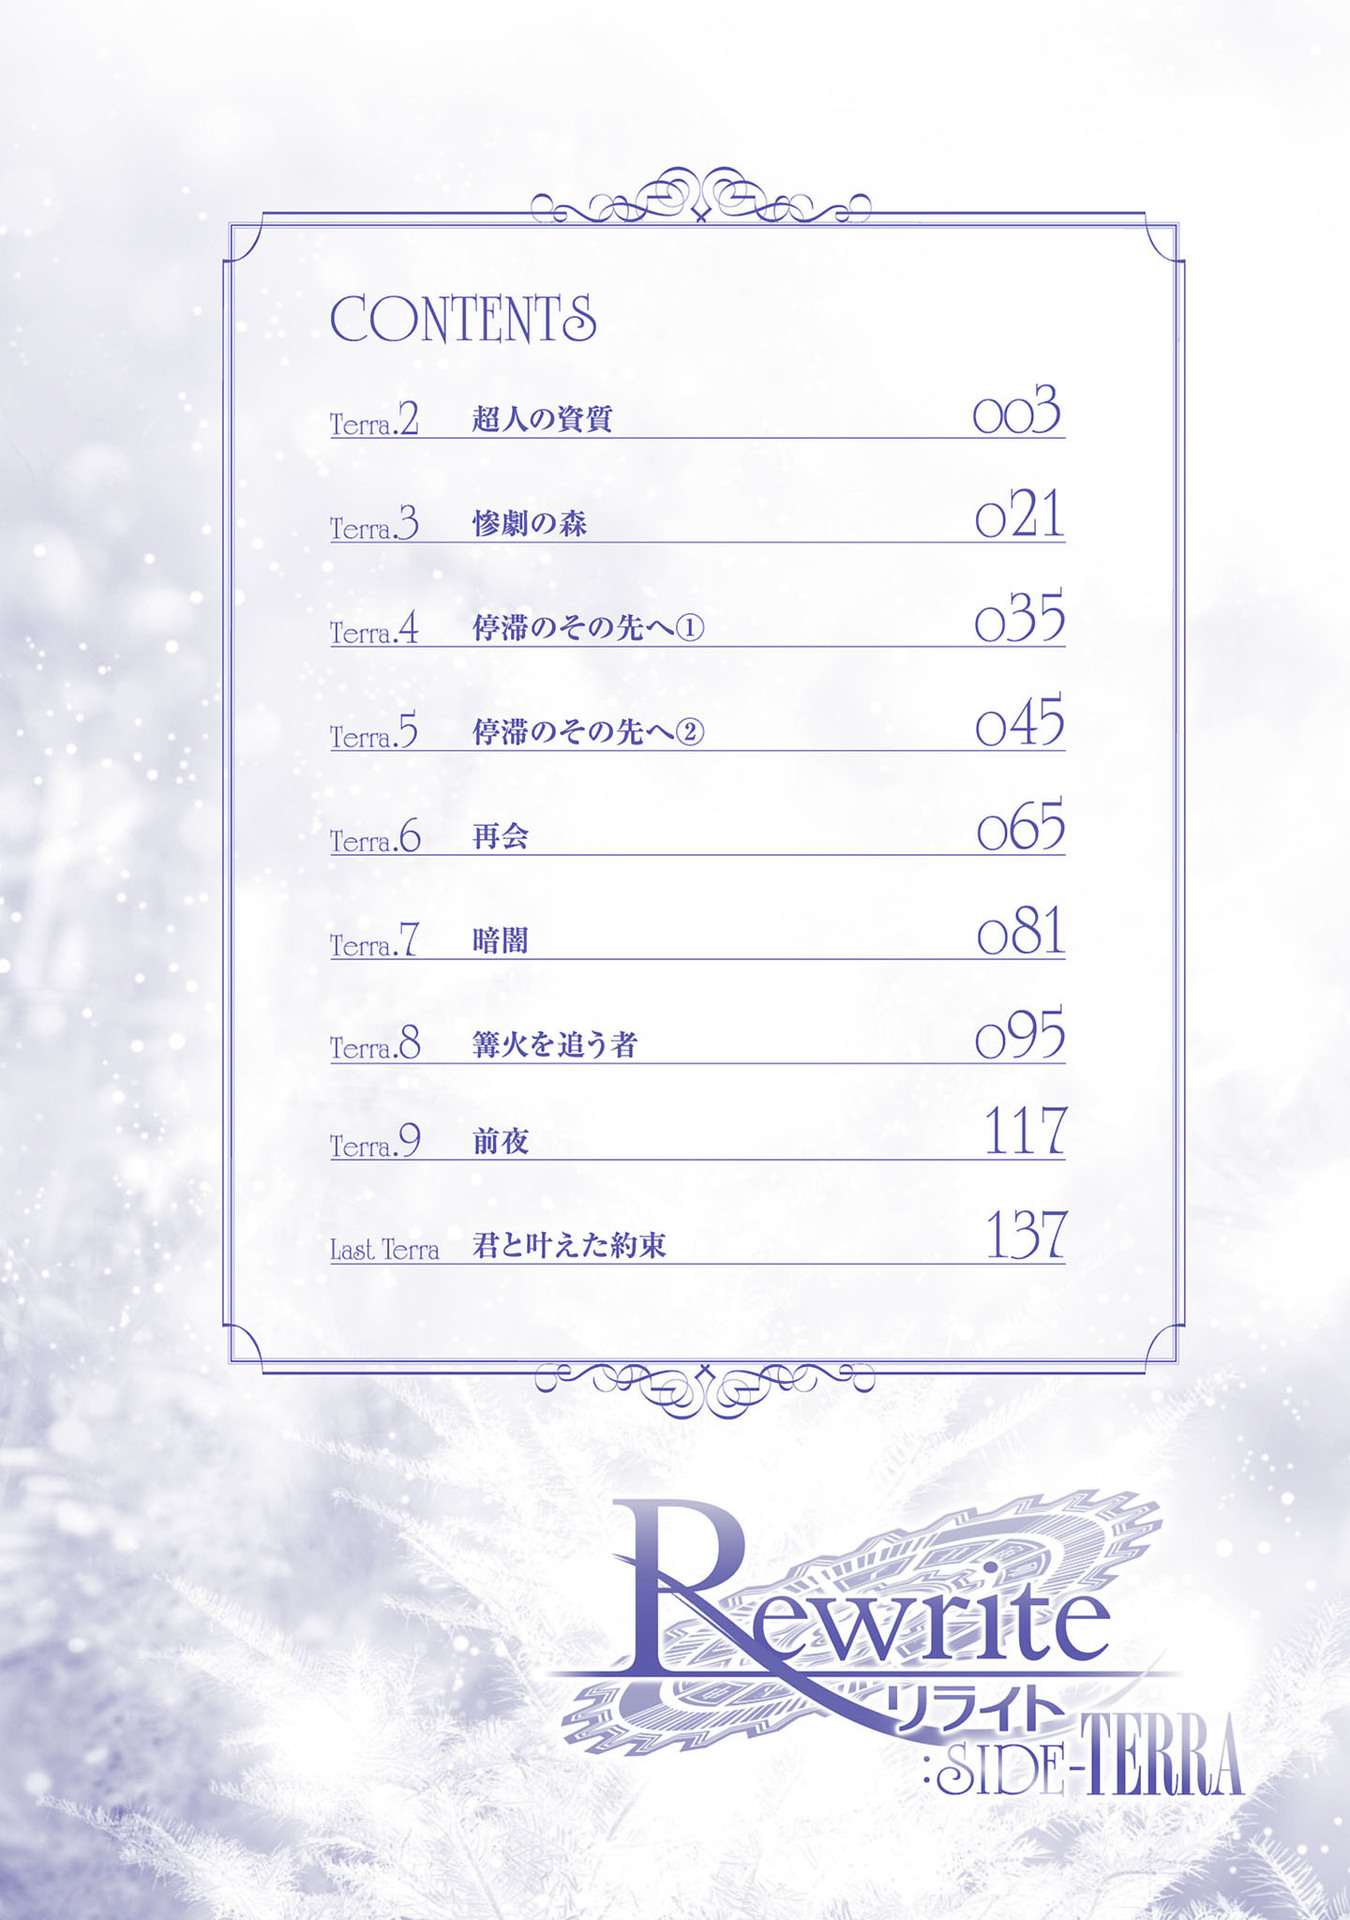 CONTENTS
Terra.2 超人の資質 003
Terra.3 惨劇の森 021
Terra.4 停滞のその先へ① 035
Terra.5 停滞のその先へ② 045
Terra.6 再会 065
Terra.7 暗闇 081
Terra.8 篝火を追う者 095
Terra.9 前夜 117
Last Terra 君と叶えた約束 137
Rewrite
リライト
:SIDE-TERRA